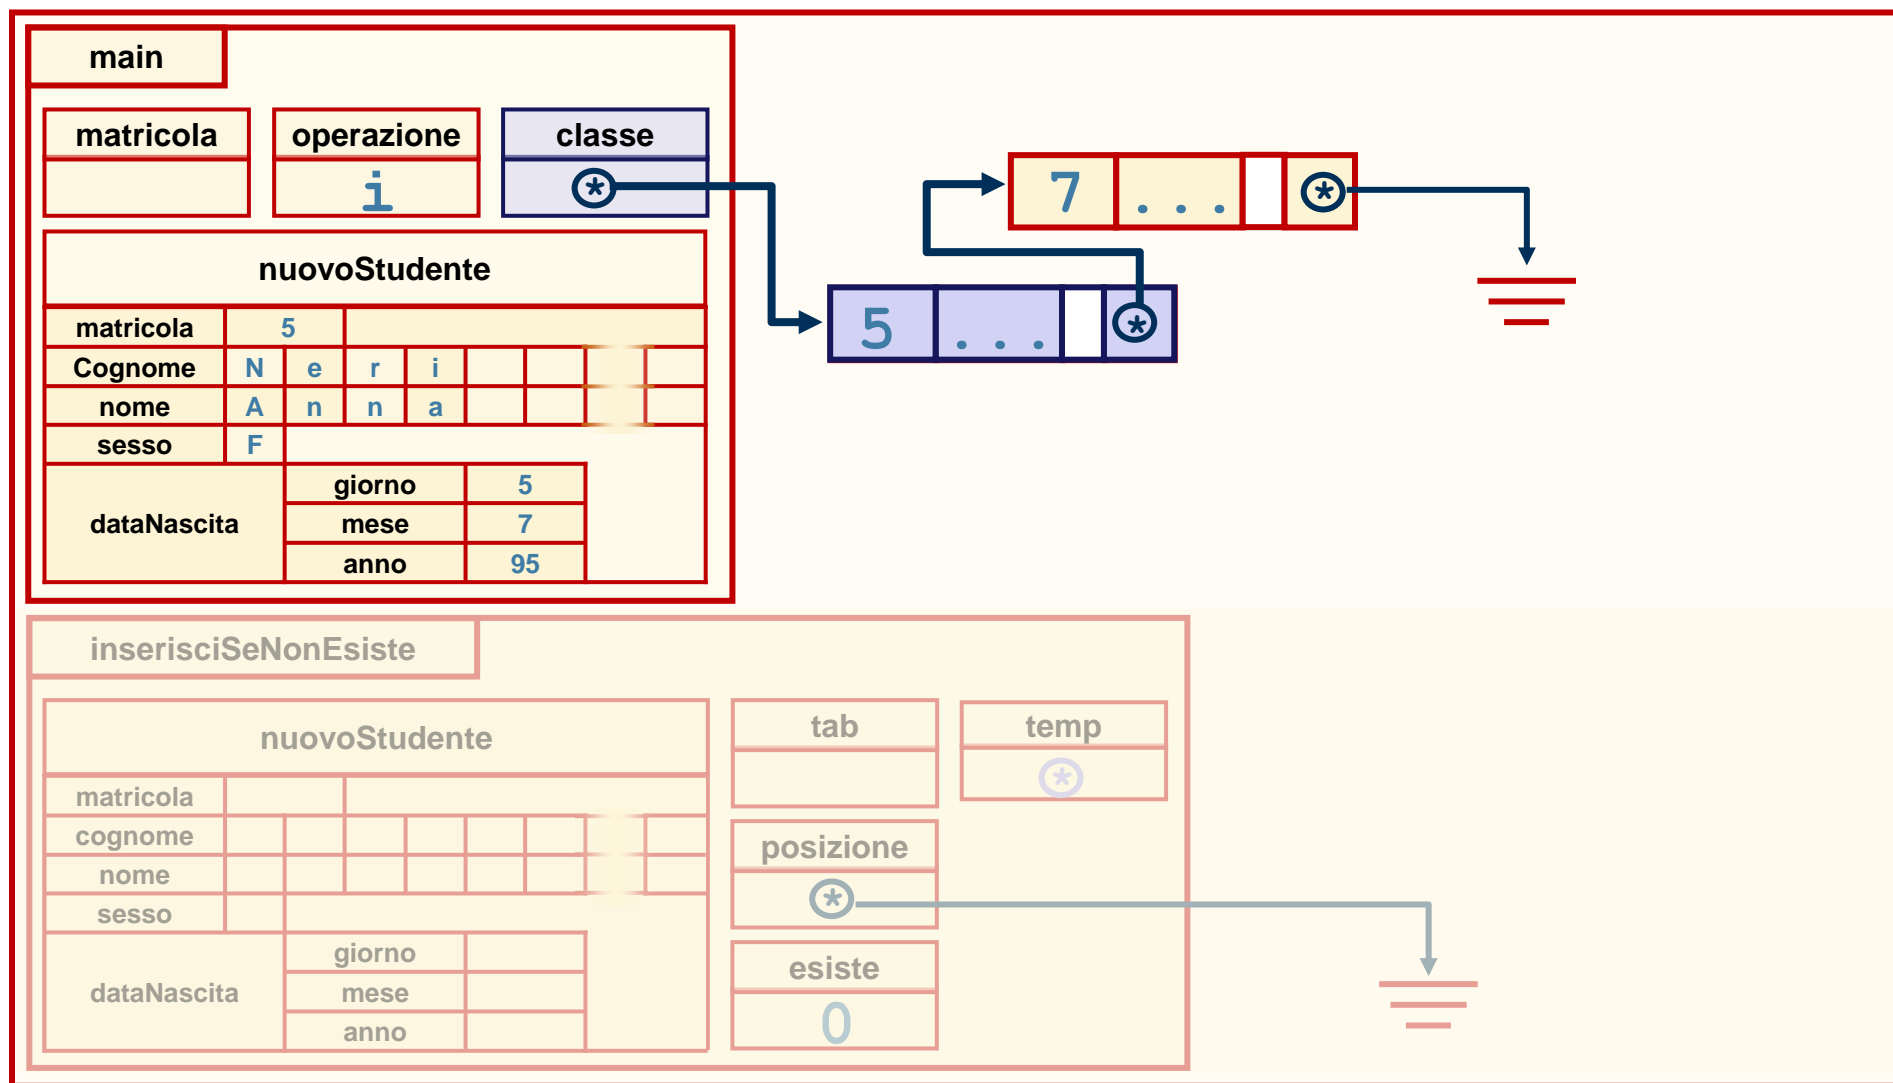 main
matricola operazione classe
i *
7 . . . *
nuovoStudente
matricola 5
5 . . . *
Cognome N e r i
nome A n n a
sesso F
dataNascita
giorno 5
mese 7
anno 95
inserisciSeNonEsiste
nuovoStudente
tab temp
*
matricola
cognome
nome
sesso
dataNascita
giorno
mese
anno
posizione
*
esiste
0